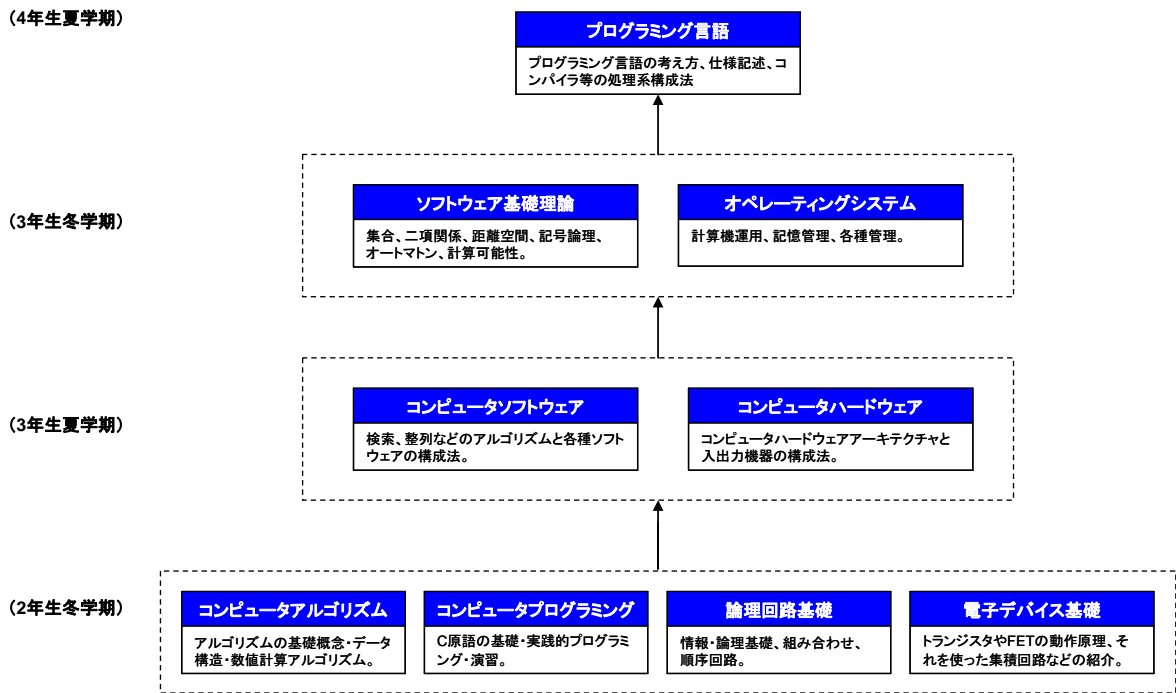 （4年生夏学期）
プログラミング言語
プログラミング言語の考え方、仕様記述、コ
ンパイラ等の処理系構成法
（3年生冬学期）
ソフトウェア基礎理論
集合、二項関係、距離空間、記号論理、
オートマトン、計算可能性。
オペレーティングシステム
計算機運用、記憶管理、各種管理。
（3年生夏学期）
コンピュータソフトウェア
検索、整列などのアルゴリズムと各種ソフト
ウェアの構成法。
コンピュータハードウェア
コンピュータハードウェアアーキテクチャと
入出力機器の構成法。
（2年生冬学期）
コンピュータアルゴリズム
アルゴリズムの基礎概念・データ
構造・数値計算アルゴリズム。
コンピュータプログラミング
C原語の基礎・実践的プログラミ
ング・演習。
論理回路基礎
情報・論理基礎、組み合わせ、
順序回路。
電子デバイス基礎
トランジスタやFETの動作原理、そ
れを使った集積回路などの紹介。